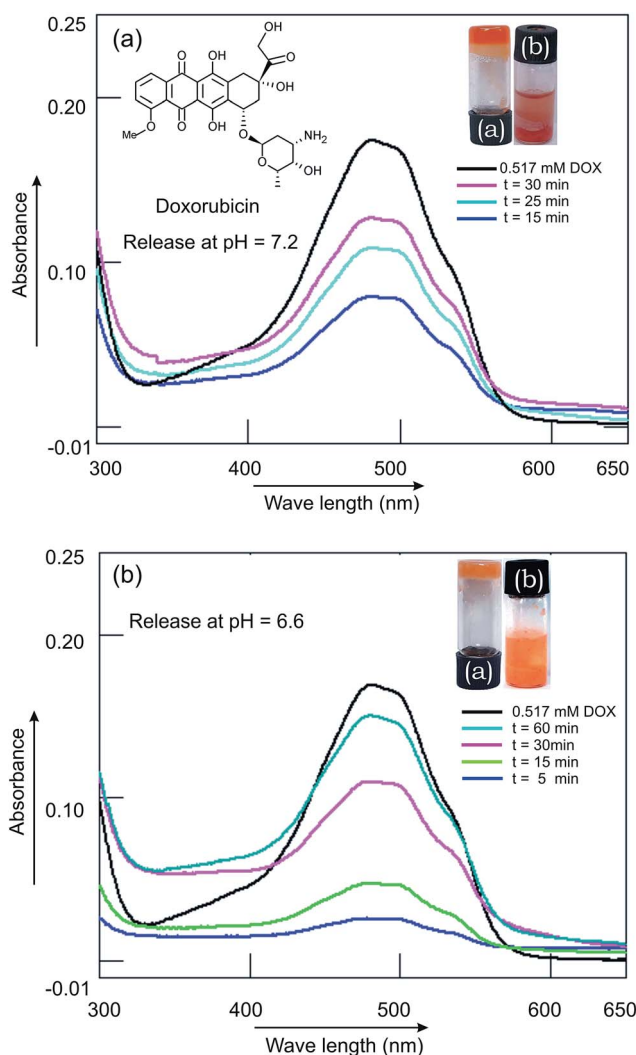 0.25
(a)
OH
O
O
OH
OH
OMe
O
OH
O
NH2
O
OH
(b)
(a)
0.20
0.517 mM DOX
t = 30 min
t = 25 min
t = 15 min
Doxorubicin
Release at pH = 7.2
Absorbance
0.10
-0.01
300
400
500
600
650
Wave length (nm)
0.25
(b)
(b)
(a)
Release at pH = 6.6
0.20
0.517 mM DOX
t = 60 min
t = 30min
t = 15 min
t = 5 min
Absorbance
0.10
-0.01
300
400
500
600
650
Wave length (nm)